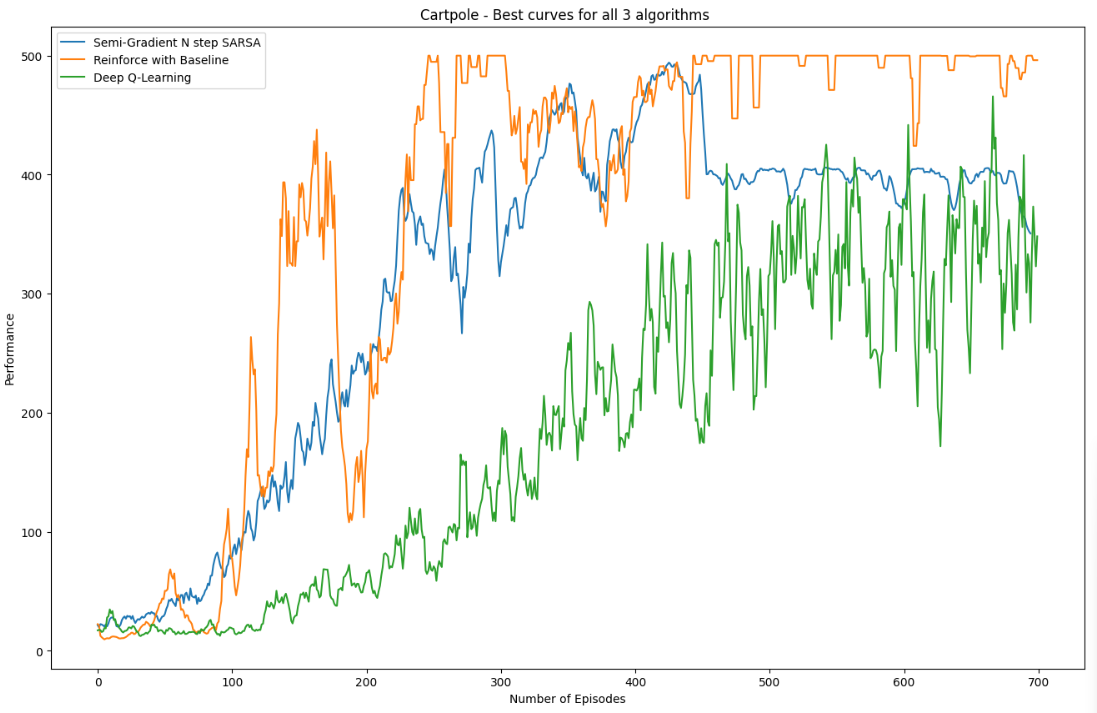 Cartpole - Best curves for all 3 algorithms
Semi-Gradient N step SARSA
Reinforce with Baseline
Deep Q-Learning
Performance
500
400
300
200
100
0
0 100 200 300 400 500 600 700
Number of Episodes